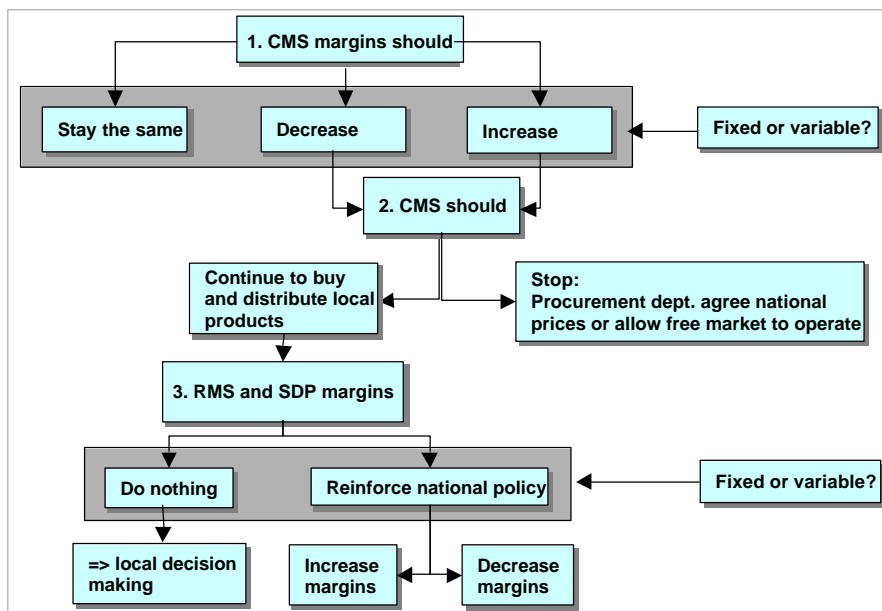 1. CMS margins should
Stay the same
Decrease
Increase
Fixed or variable?
2. CMS should
Continue to buy
and distribute local
products
Stop:
Procurement dept. agree national
prices or allow free market to operate
3. RMS and SDP margins
Do nothing
Reinforce national policy
Fixed or variable?
=> local decision
making
Increase
margins
Decrease
margins